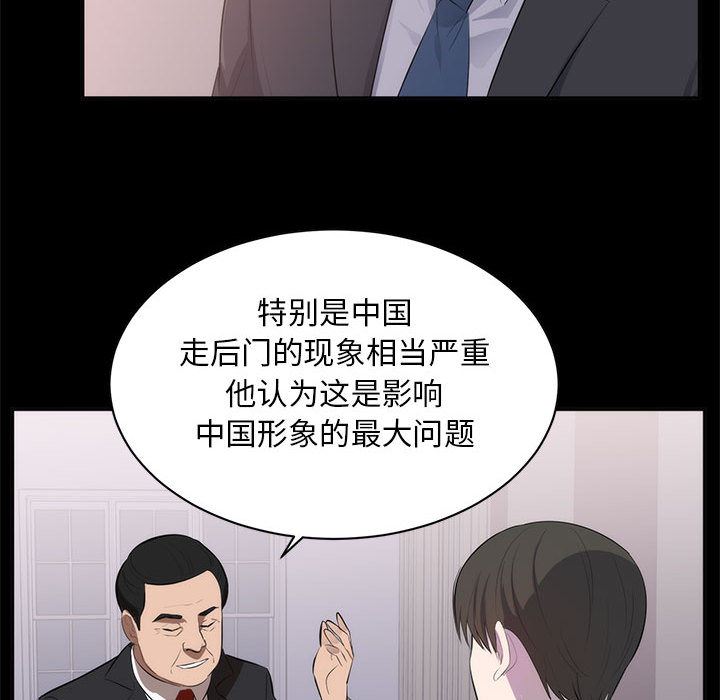 特别是中国
走后门的现象相当严重
他认为这是影响
中国形象的最大问题